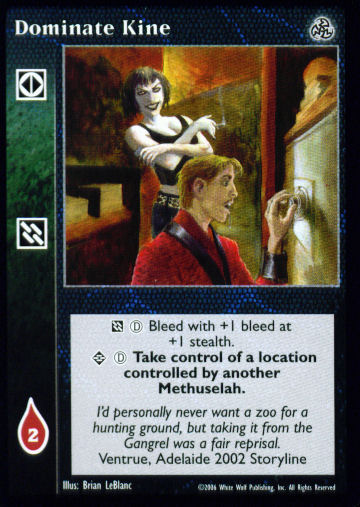 Dominate Kine
D Bleed with +1 bleed at
+1 stealth.
D Take control of a location
controlled by another
Methuselah.
I'd personally never want a zoo for a
hunting ground, but taking it from the
Gangrel was a fair reprisal.
Ventrue, Adelaide 2002 Storyline
2
Illus: Brian LeBlanc
©2006 White Wolf Publishing, Inc. All Rights Reserved